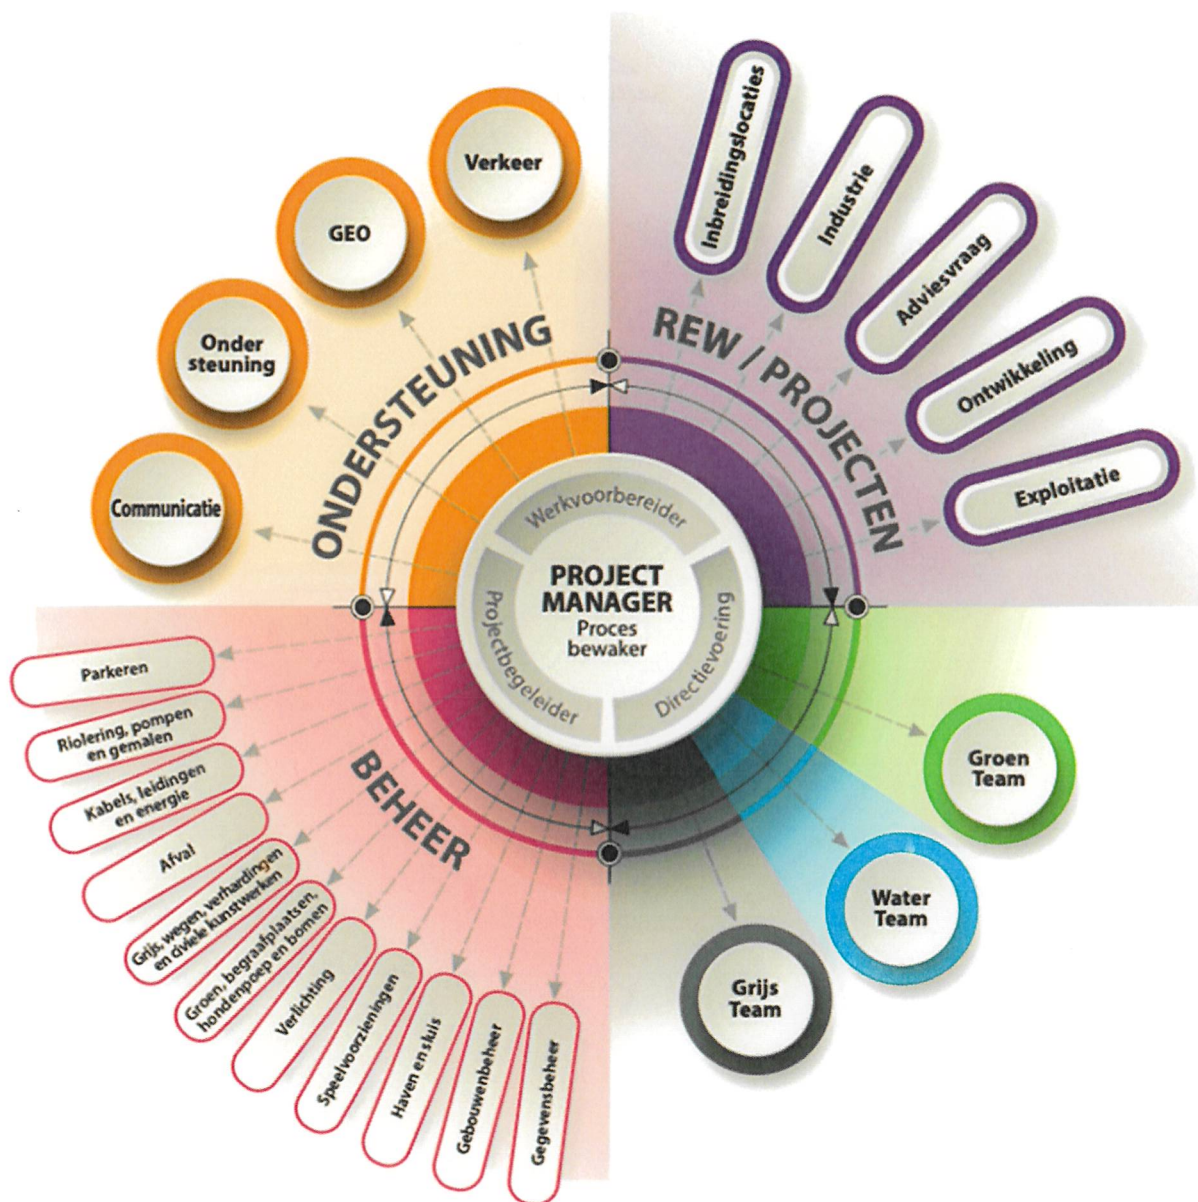 Verkeer
GEO
Onder
steuning
Communicatie
ONDERSTEUNING
Inbreidingslocaties
Industrie
Adviesvraag
Ontwikkeling
Exploitatie
REW / PROJECTEN
Werkvoorbereider
PROJECT
MANAGER
Proces
bewaker
Projectbegeleider
Directievoering
BEHEER
Parkeren
Riolering, pompen
en gemalen
Kabels, leidingen
en energie
Afval
Grijs, wegen, verhardingen
en civiele kunstwerken
Groen, begraafplaatsen,
hondenpoep en bomen
Verlichting
Speelvoorzieningen
Haven en sluis
Gebouwenbeheer
Gegevensbeheer
Groen
Team
Water
Team
Grijs
Team